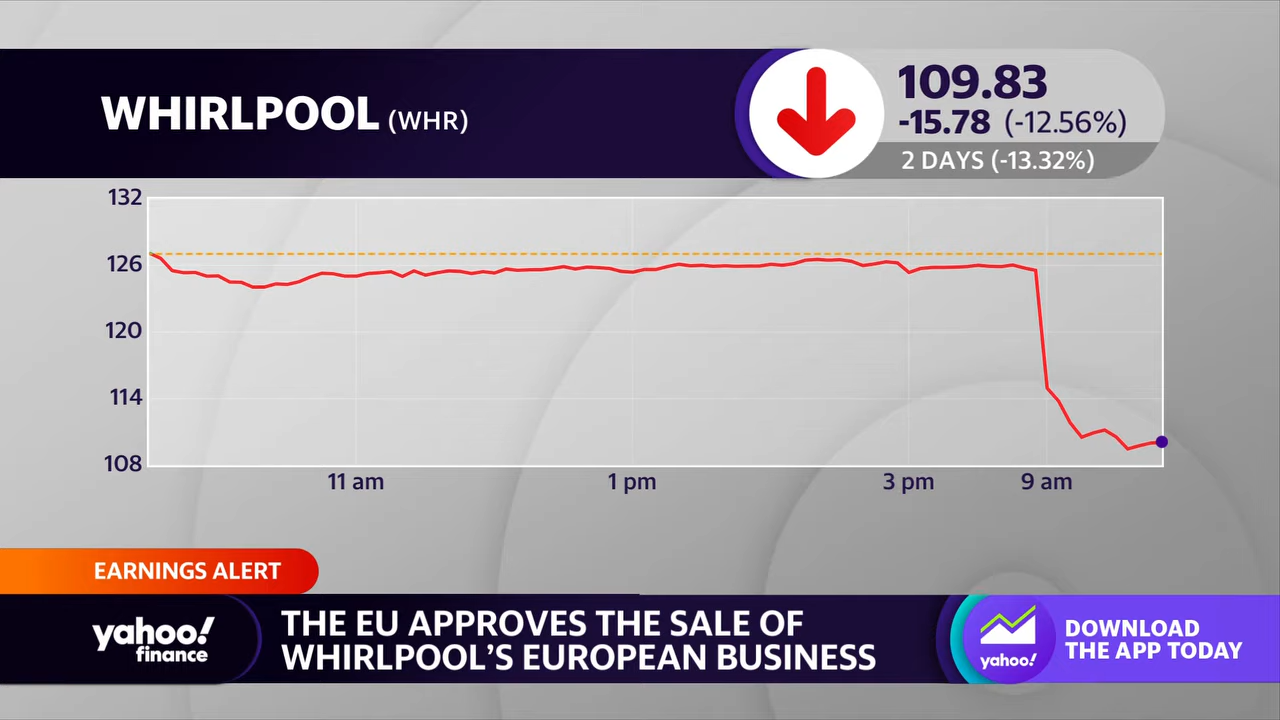 WHIRLPOOL (WHR)
109.83
-15.78 (-12.56%)
2 DAYS (-13.32%)
132
126
120
114
108
11 am 1 pm 3 pm 9 am
EARNINGS ALERT
yahoo!
finance
THE EU APPROVES THE SALE OF
WHIRLPOOL'S EUROPEAN BUSINESS
yahoo!
DOWNLOAD
THE APP TODAY